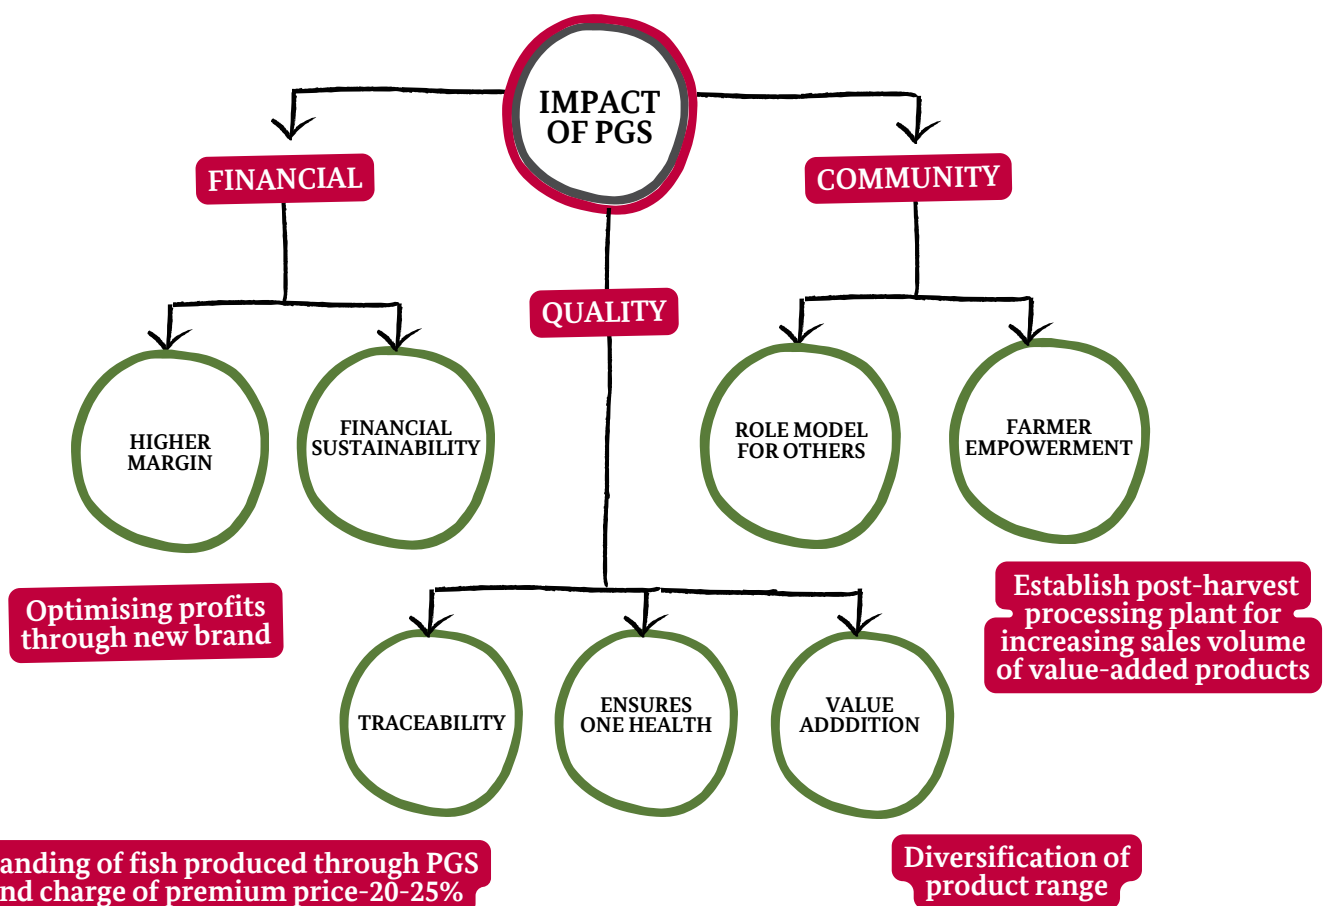 IMPACT
OF PGS
FINANCIAL
COMMUNITY
QUALITY
HIGHER
MARGIN
FINANCIAL
SUSTAINABILITY
ROLE MODEL
FOR OTHERS
FARMER
EMPOWERMENT
Optimising profits
through new brand
Establish post-harvest
processing plant for
increasing sales volume
of value-added products
TRACEABILITY
ENSURES
ONE HEALTH
VALUE
ADDDITION
of fish produced through PGS
charge of premium price-20-25%
Diversification of
product range